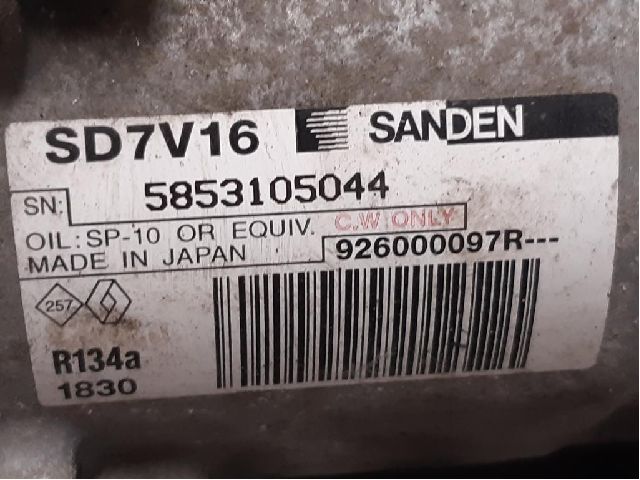 SD7V16 SANDEN
SN: 5853105044
OIL: SP-10 OR EQUIV. C.W ONLY
MADE IN JAPAN 926000097R---
257
R134a
1830